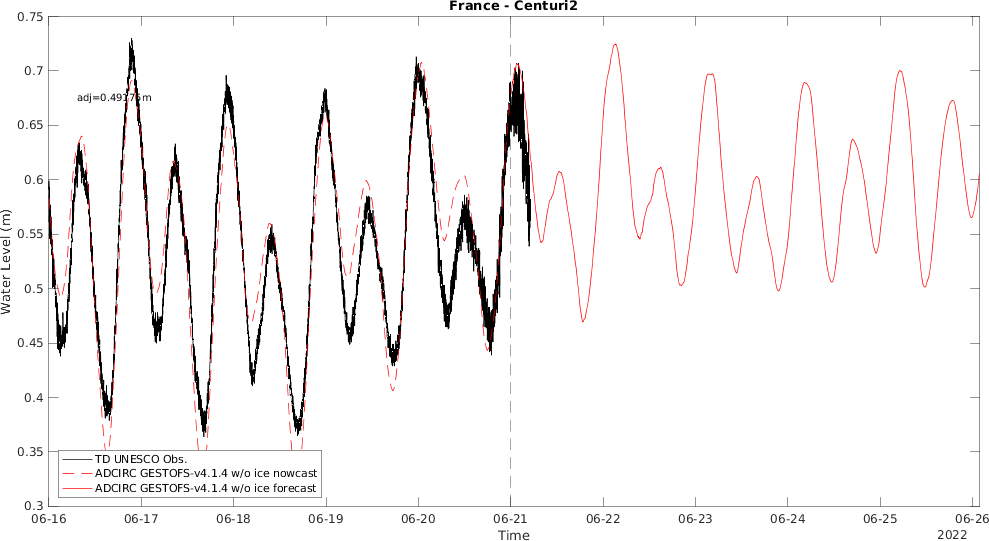 France - Centuri2
0.75
0.7
0.65
0.6
0.55
0.5
0.45
0.4
0.35
0.3
Water Level (m)
adj=0.49175m
TD UNESCO Obs.
ADCIRC GESTOFS-v4.1.4 w/o ice nowcast
ADCIRC GESTOFS-v4.1.4 w/o ice forecast
06-16 06-17 06-18 06-19 06-20 06-21 06-22 06-23 06-24 06-25 06-26
Time
2022